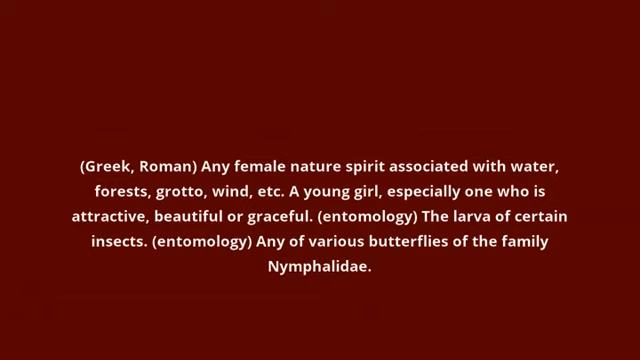 (Greek, Roman) Any female nature spirit associated with water,
forests, grotto, wind, etc. A young girl, especially one who is
attractive, beautiful or graceful. (entomology) The larva of certain
insects. (entomology) Any of various butterflies of the family
Nymphalidae.